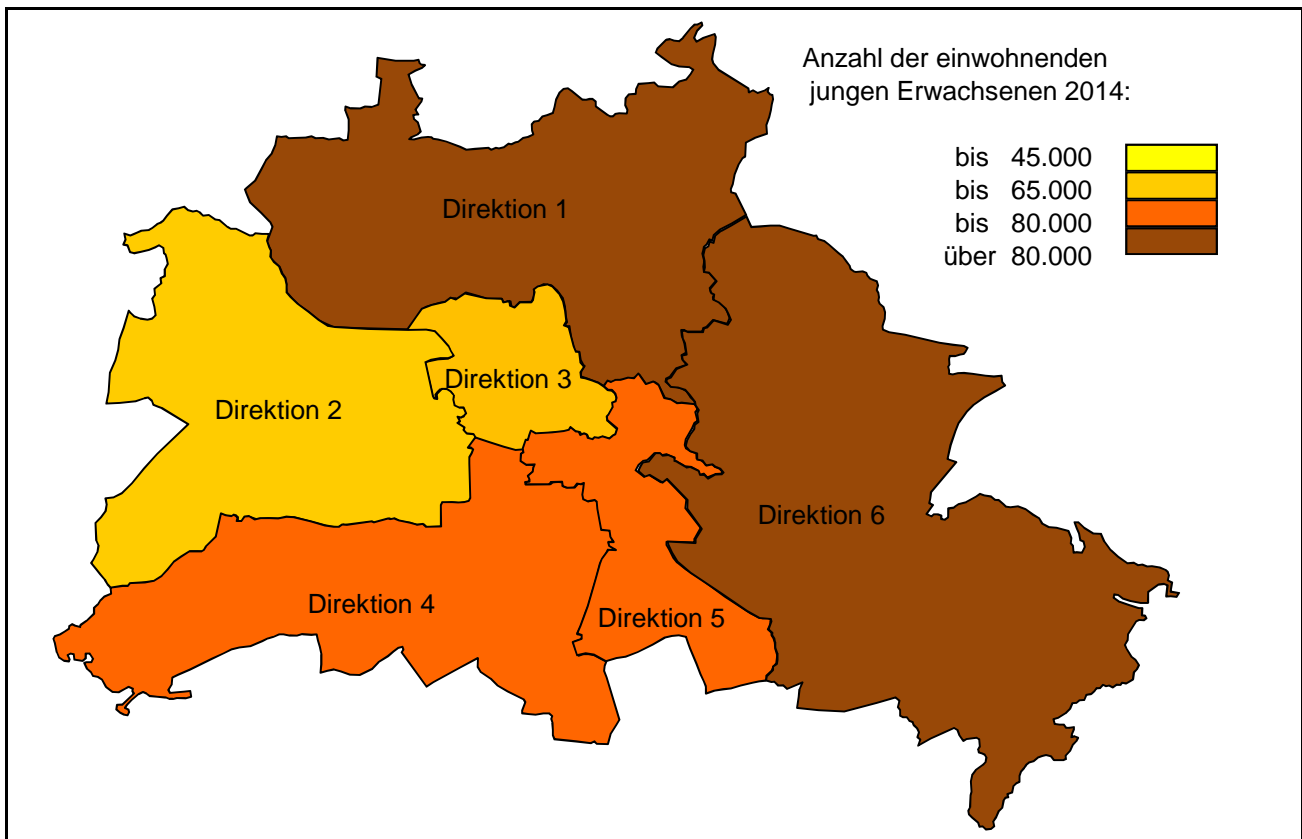 Anzahl der einwohnenden
jungen Erwachsenen 2014:
bis 45.000
bis 65.000
bis 80.000
über 80.000
Direktion 1
Direktion 3
Direktion 2
Direktion 6
Direktion 4
Direktion 5